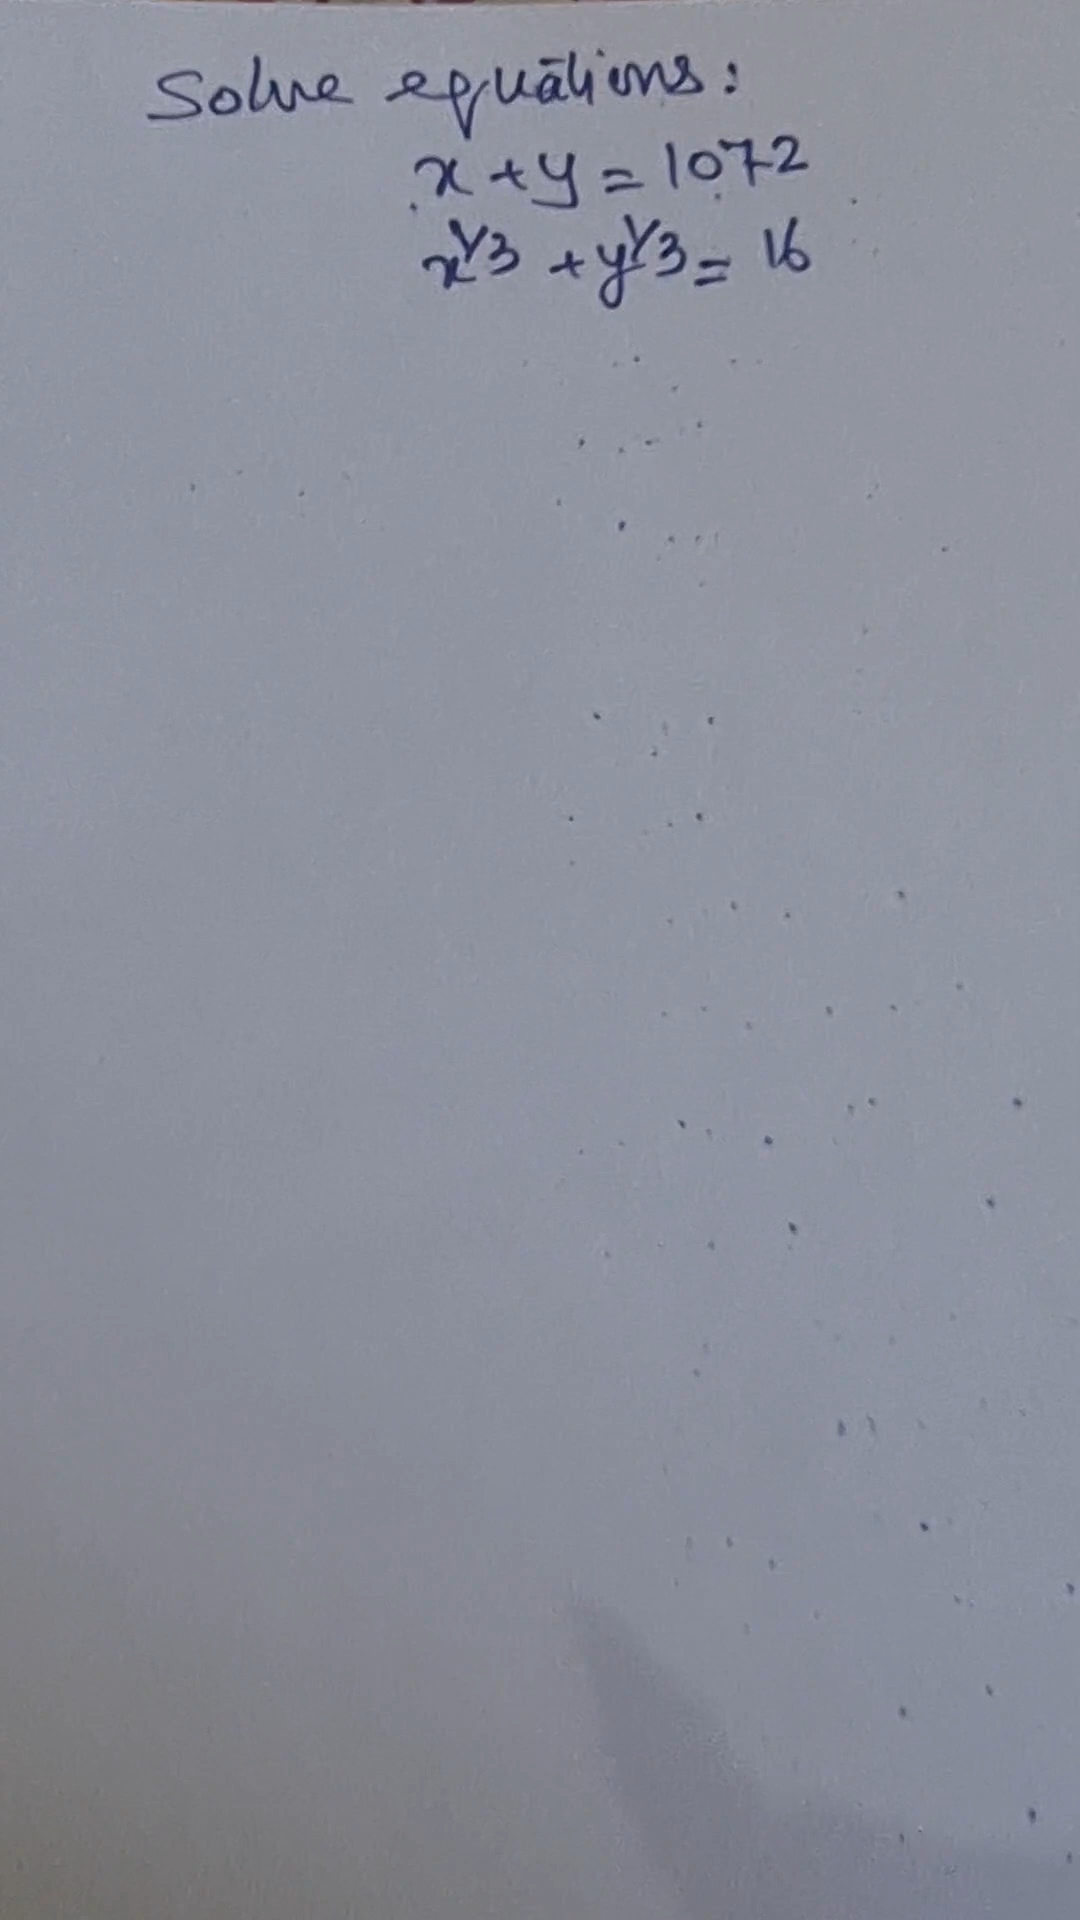 Solve equations:
x + y = 1072
x^1/3 + y^1/3 = 16